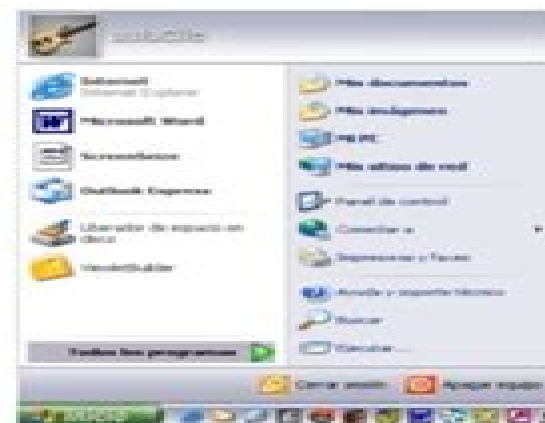 Internet
Internet Explorer
Microsoft Word
Outlook Express
Liberador de espacio en
disco
Todos los programas
Mis documentos
Mis imágenes
Mi PC
Mis sitios de red
Panel de control
Conectar a
Impresoras y faxes
Ayuda y soporte técnico
Buscar
Ejecutar...
Cerrar sesión
Apagar equipo